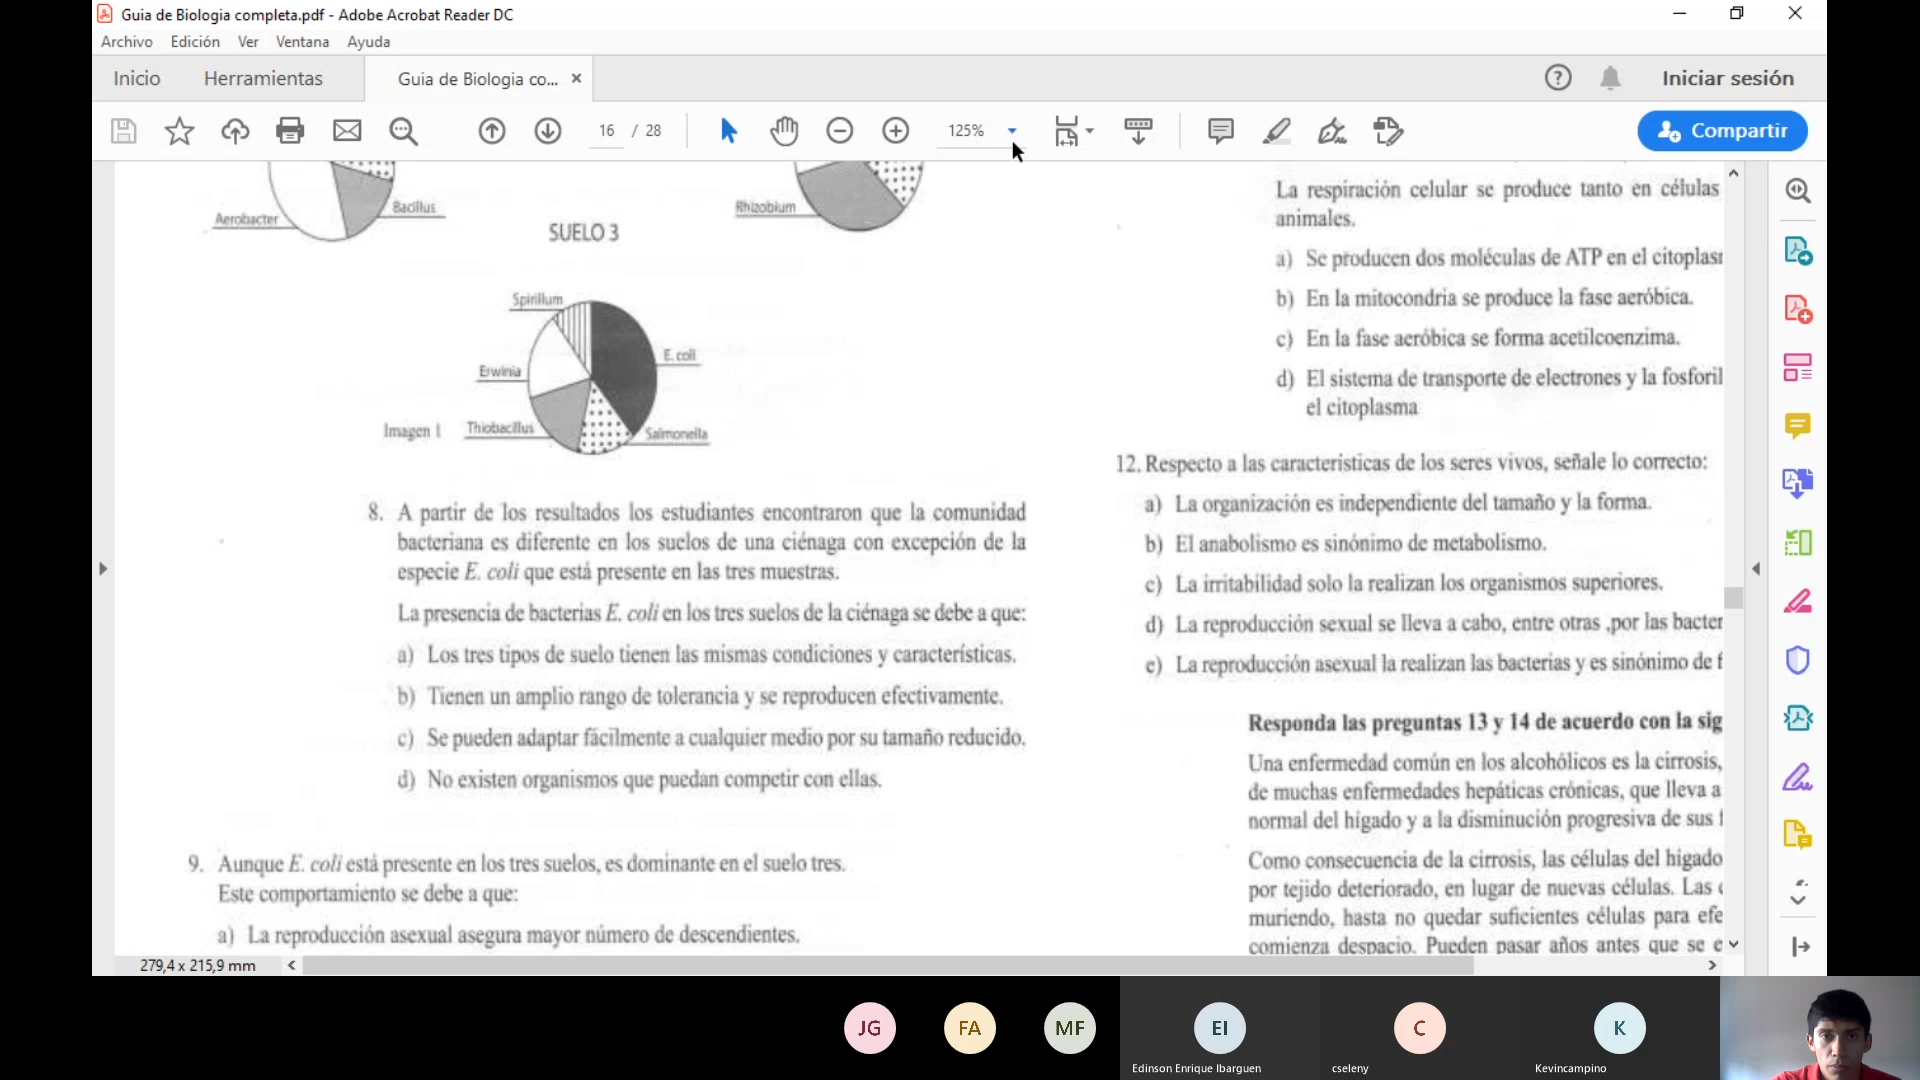 Guia de Biologia completa.pdf - Adobe Acrobat Reader DC
Archivo Edición Ver Ventana Ayuda
Inicio Herramientas Guia de Biologia co... × Iniciar sesión
16 / 28 125% Compartir
Aerobacter
Bacillus
Rhizobium
SUELO 3
Spirillum
E. coli
Erwinia
Imagen 1
Thiobacillus
Salmonella
8. A partir de los resultados los estudiantes encontraron que la comunidad
bacteriana es diferente en los suelos de una ciénaga con excepción de la
especie E. coli que está presente en las tres muestras.
La presencia de bacterias E. coli en los tres suelos de la ciénaga se debe a que:
a) Los tres tipos de suelo tienen las mismas condiciones y características.
b) Tienen un amplio rango de tolerancia y se reproducen efectivamente.
c) Se pueden adaptar fácilmente a cualquier medio por su tamaño reducido.
d) No existen organismos que puedan competir con ellas.
9. Aunque E. coli está presente en los tres suelos, es dominante en el suelo tres.
Este comportamiento se debe a que:
a) La reproducción asexual asegura mayor número de descendientes.
La respiración celular se produce tanto en células
animales.
a) Se producen dos moléculas de ATP en el
b) En la mitocondria se produce la fase aeróbica.
c) En la fase aeróbica se forma acetilcoenzima.
d) El sistema de transporte de electrones y la
el citoplasma
12. Respecto a las caracteristicas de los seres vivos, señale lo correcto:
a) La organización es independiente del tamaño y la forma.
b) El anabolismo es sinónimo de metabolismo.
c) La irritabilidad solo la realizan los organismos superiores.
d) La reproducción sexual se lleva a cabo, entre otras ,por las
e) La reproducción asexual la realizan las bacterias y es sinónimo de
Responda las preguntas 13 y 14 de acuerdo con la
Una enfermedad común en los alcohólicos es la cirrosis,
de muchas enfermedades hepáticas crónicas, que lleva a
normal del hígado y a la disminución progresiva de sus
Como consecuencia de la cirrosis, las células del hígado
por tejido deteriorado, en lugar de nuevas células. Las
muriendo, hasta no quedar suficientes células para
comienza despacio. Pueden pasar años antes que se
279,4 x 215,9 mm
JG FA MF EI C K
Edinson Enrique Ibarguen cseleny Kevincampino